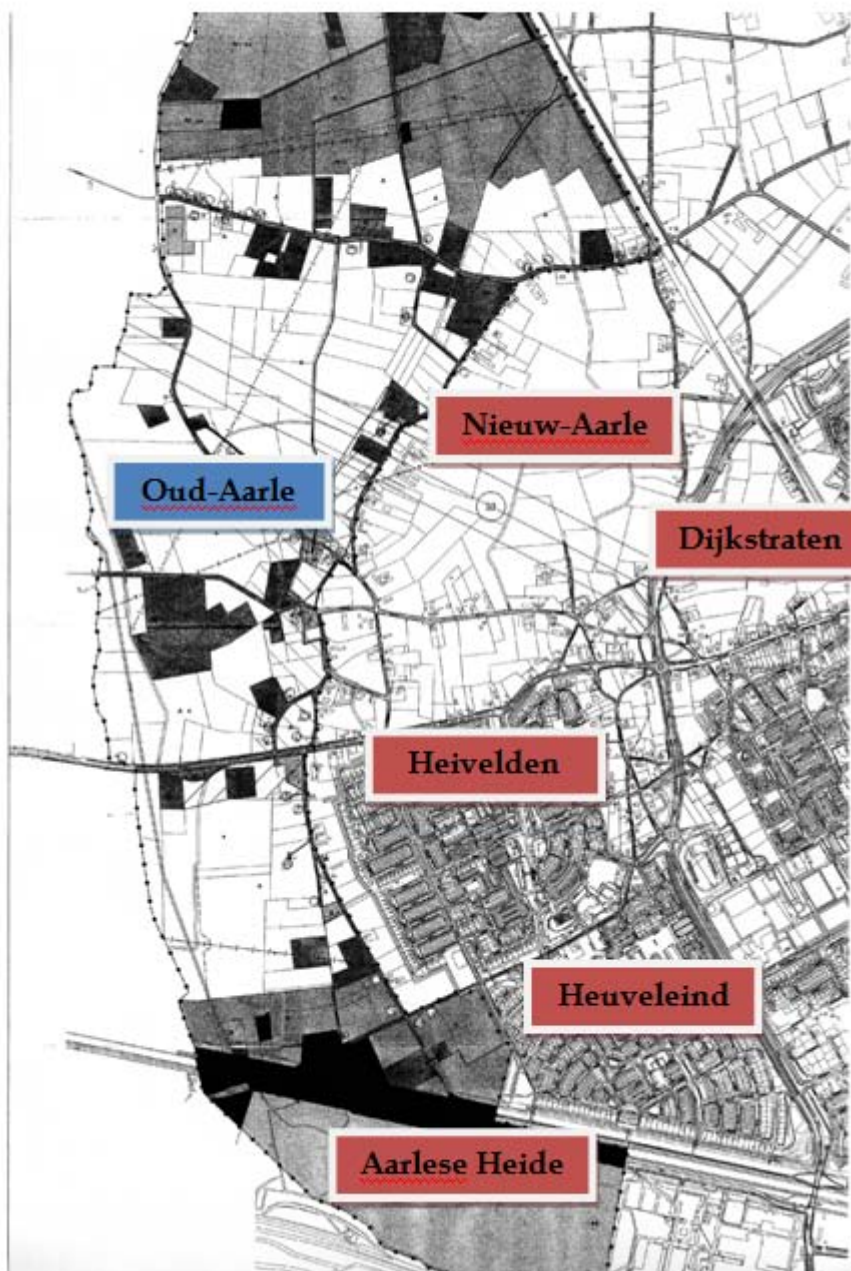 Nieuw-Aarle
Oud-Aarle
Dijkstraten
Heivelden
Heuveleind
Aarlese Heide